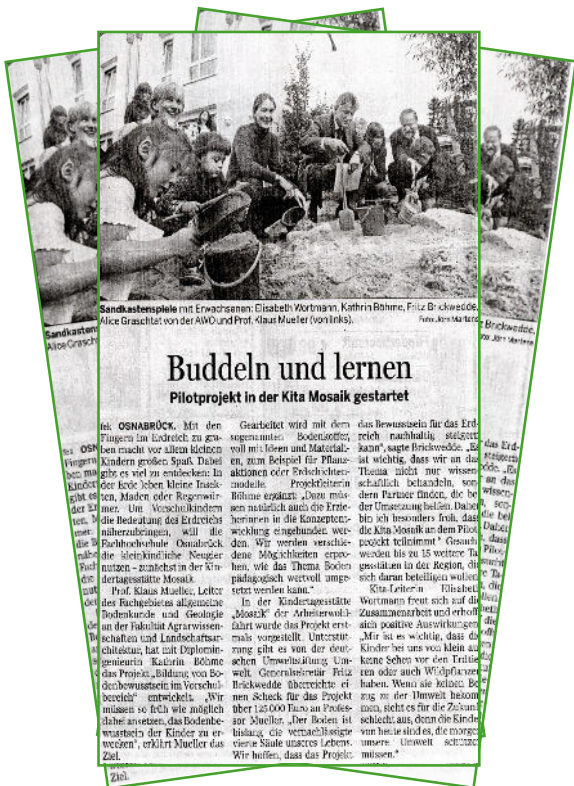 Sandkastenspiele mit Erwachsenen: Elisabeth Wortmann, Kathrin Böhme, Fritz Brickwedde,
Alice Graschtat von der AWO und Prof. Klaus Mueller (von links).
Foto: Jörn Martens
Buddeln und lernen
Pilotprojekt in der Kita Mosaik gestartet
fek OSNABRÜCK. Mit den
Fingern im Erdreich zu gra-
ben macht vor allem kleinen
Kindern großen Spaß. Dabei
gibt es viel zu entdecken: In
der Erde leben kleine Insek-
ten, Maden oder Regenwür-
mer. Um Vorschulkindern
die Bedeutung des Erdreichs
näherzubringen, will die
Fachhochschule Osnabrück
die kleinkindliche Neugier
nutzen – zunächst in der Kin-
dertagesstätte Mosaik.
Prof. Klaus Mueller, Leiter
des Fachgebietes allgemeine
Bodenkunde und Geologie
an der Fakultät Agrarwissen-
schaften und Landschaftsar-
chitektur, hat mit Diplomin-
genieurin Kathrin Böhme
das Projekt „Bildung von Bo-
denbewusstsein im Vorschul-
bereich“ entwickelt. „Wir
müssen so früh wie möglich
dabei ansetzen, das Bodenbe-
wusstsein der Kinder zu er-
wecken“, erklärt Mueller das
Ziel.
Gearbeitet wird mit dem
sogenannten Bodenkoffer,
voll mit Ideen und Materiali-
en, zum Beispiel für Pflanz-
aktionen oder Erdschichten-
modelle. Projektleiterin
Böhme ergänzt: „Dazu müs-
sen natürlich auch die Erzie-
herinnen in die Konzeptent-
wicklung eingebunden wer-
den. Wir werden verschie-
dene Möglichkeiten erpro-
ben, wie das Thema Boden
pädagogisch wertvoll umge-
setzt werden kann.“
In der Kindertagesstätte
„Mosaik“ der Arbeiterwohl-
fahrt wurde das Projekt erst-
mals vorgestellt. Unterstüt-
zung gibt es von der deut-
schen Umweltstiftung Um-
welt. Generalsekretär Fritz
Brickwedde überreichte ei-
nen Scheck für das Projekt
über 125 000 Euro an Profes-
sor Mueller. „Der Boden ist
bislang die vernachlässigte
vierte Säule unseres Lebens.
Wir hoffen, dass das Projekt
das Bewusstsein für das Erd-
reich nachhaltig steigern
kann“, sagte Brickwedde. „Es
ist wichtig, dass wir an das
Thema nicht nur wissen-
schaftlich behandeln, son-
dern Partner finden, die bei
der Umsetzung helfen. Daher
bin ich besonders froh, dass
die Kita Mosaik an dem Pilot-
projekt teilnimmt.“ Gesucht
werden bis zu 15 weitere Ta-
gesstätten in der Region, die
sich daran beteiligen wollen.
Kita-Leiterin Elisabeth
Wortmann freut sich auf die
Zusammenarbeit und erhofft
sich positive Auswirkungen.
„Mir ist es wichtig, dass die
Kinder bei uns von klein auf
keine Scheu vor den Erdtie-
ren oder auch Wildpflanzen
haben. Wenn sie keinen Be-
zug zu der Umwelt bekom-
men, sieht es für die Zukunft
schlecht aus, denn die Kinder
von heute sind es, die morgen
unsere Umwelt schützen
müssen.“